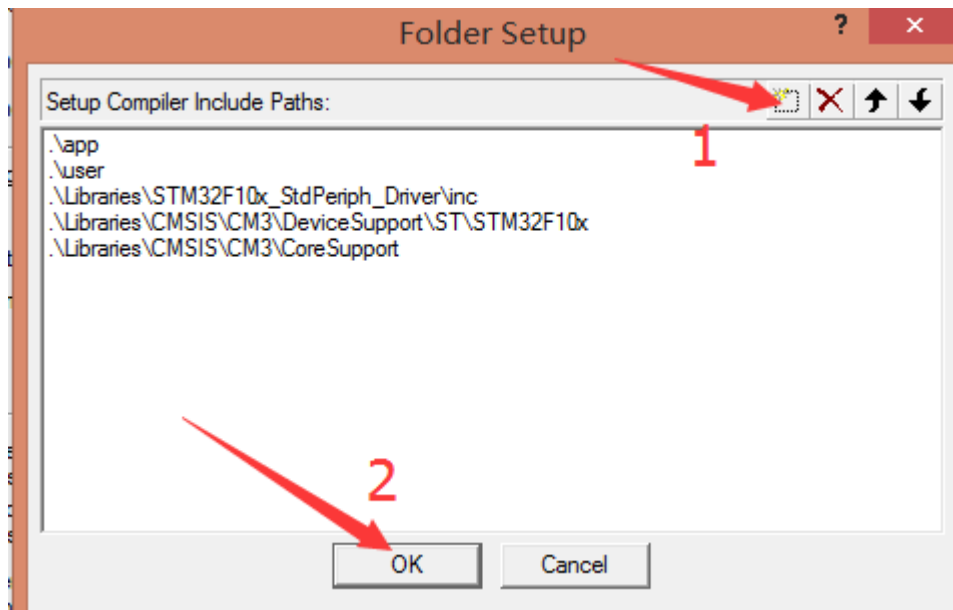 Folder Setup
?
Setup Compiler Include Paths:
1
.\app
.\user
.\Libraries\STM32F10x_StdPeriph_Driver\inc
.\Libraries\CMSIS\CM3\DeviceSupport\ST\STM32F10x
.\Libraries\CMSIS\CM3\CoreSupport
2
OK
Cancel